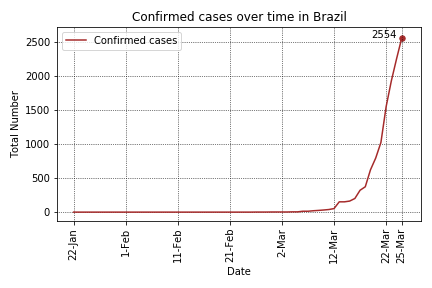 Confirmed cases over time in Brazil
Confirmed cases
2554
2500
2000
1500
1000
500
0
Total Number
22-Jan
1-Feb
11-Feb
21-Feb
2-Mar
12-Mar
22-Mar
25-Mar
Date